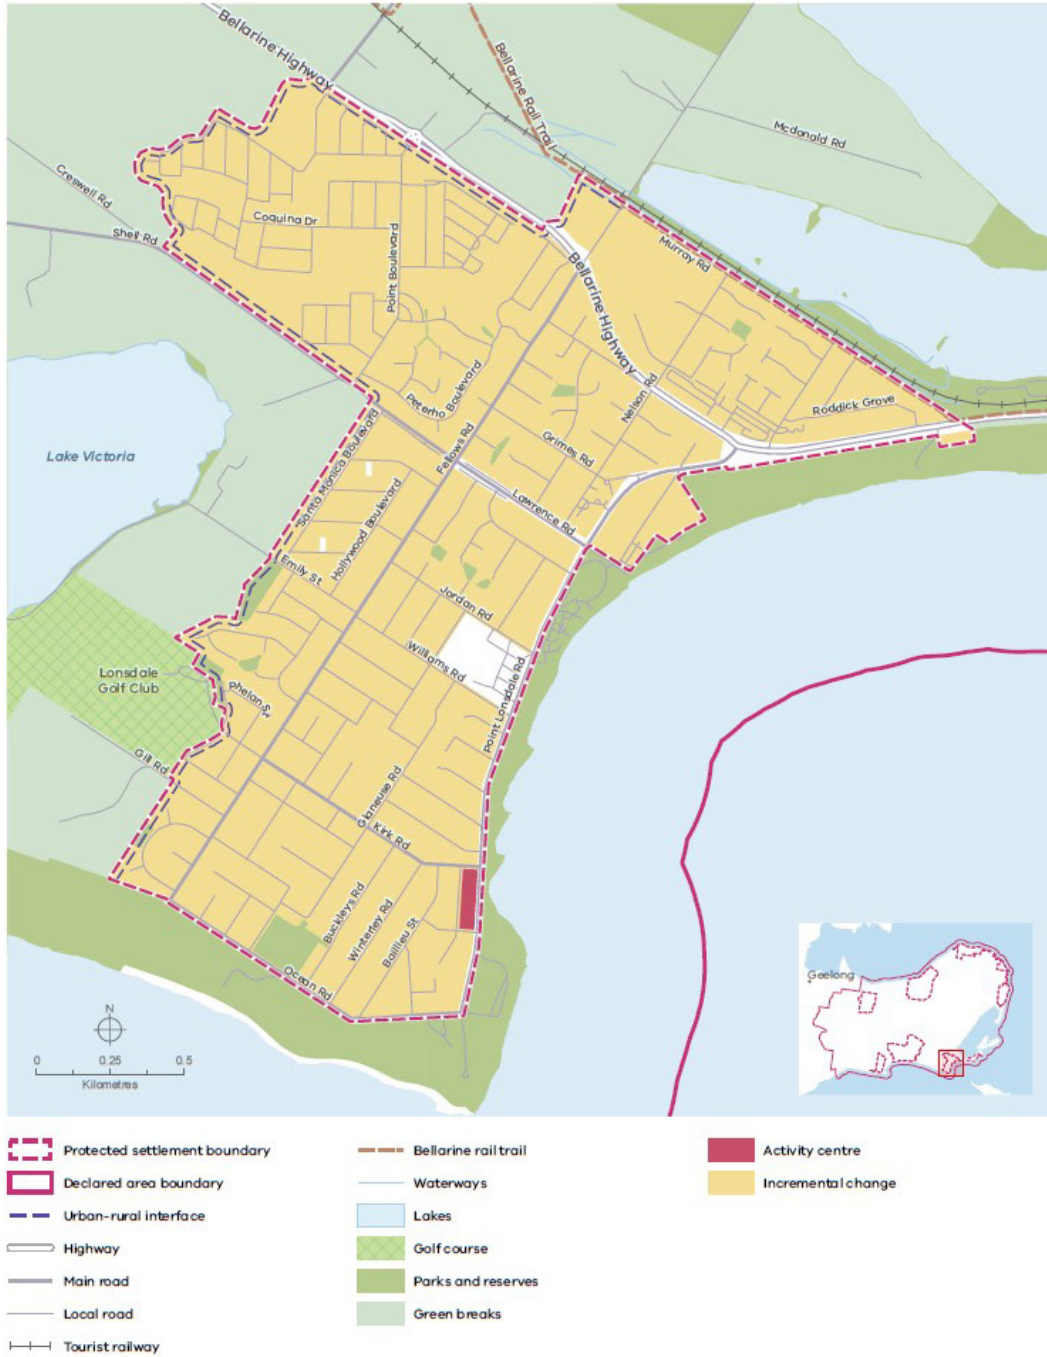 Bellarine Highway
Bellarine Rail Trail
Mcdonald Rd
Creswell Rd
Shell Rd
Coquina Dr
Point Boulevard
Murray Rd
Bellarine Highway
Peterho Boulevard
Nelson Rd
Roddick Grove
Lake Victoria
Santa Monica Boulevard
Fellows Rd
Grimes Rd
Hollywood Boulevard
Lawrence Rd
Emily St
Jordan Rd
Williams Rd
Lonsdale
Golf Club
Phelan St
Point Lonsdale Rd
Gill Rd
Glaneuse Rd
Kirk Rd
Buckleys Rd
Winterley Rd
Baillieu St
Ocean Rd
Geelong
N
0 0.25 0.5
Kilometres
Protected settlement boundary
Declared area boundary
Urban-rural interface
Highway
Main road
Local road
Tourist railway
Bellarine rail trail
Waterways
Lakes
Golf course
Parks and reserves
Green breaks
Activity centre
Incremental change